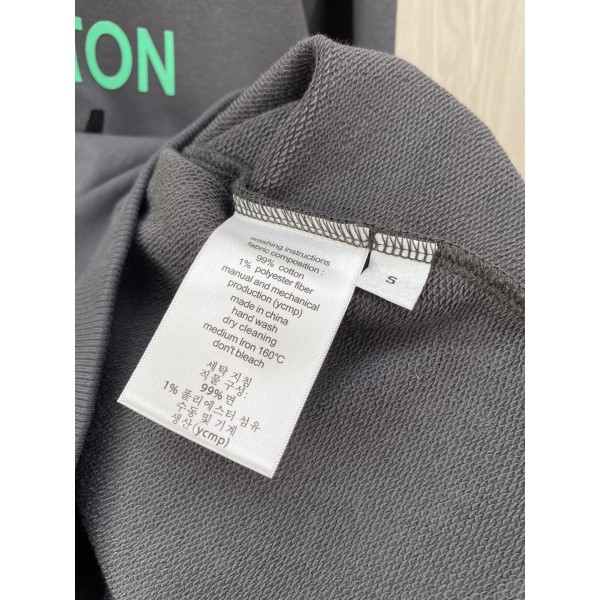 ON
washing instructions
fabric composition :
99% cotton
1% polyester fiber
manual and mechanical
production (ycmp)
made in china
hand wash
dry cleaning
medium Iron 160℃
don't bleach
세탁 지침
직물 구성:
99% 면
1% 폴리에스터 섬유
수동 및 기계
생산(ycmp)
S